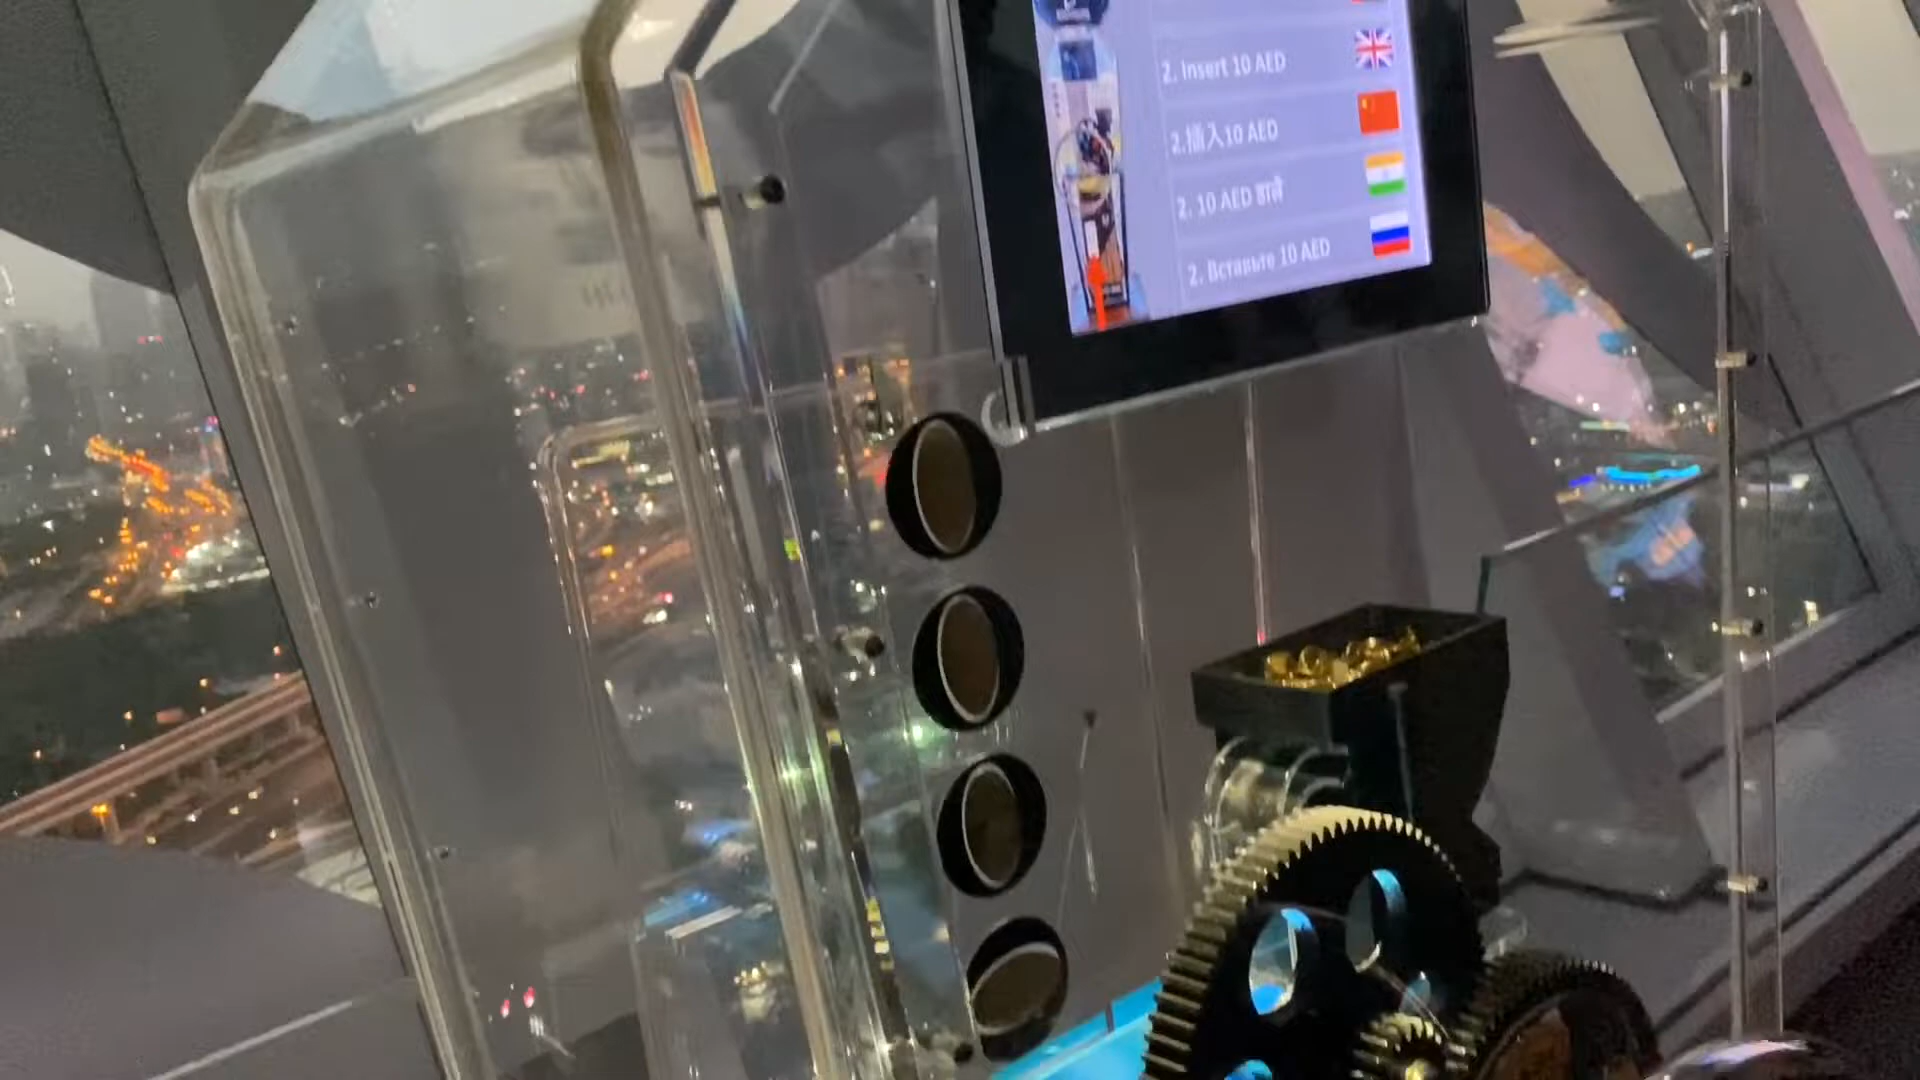 2. Insert 10 AED
2.插入10 AED
2. 10 AED डालें
2. Вставьте 10 AED